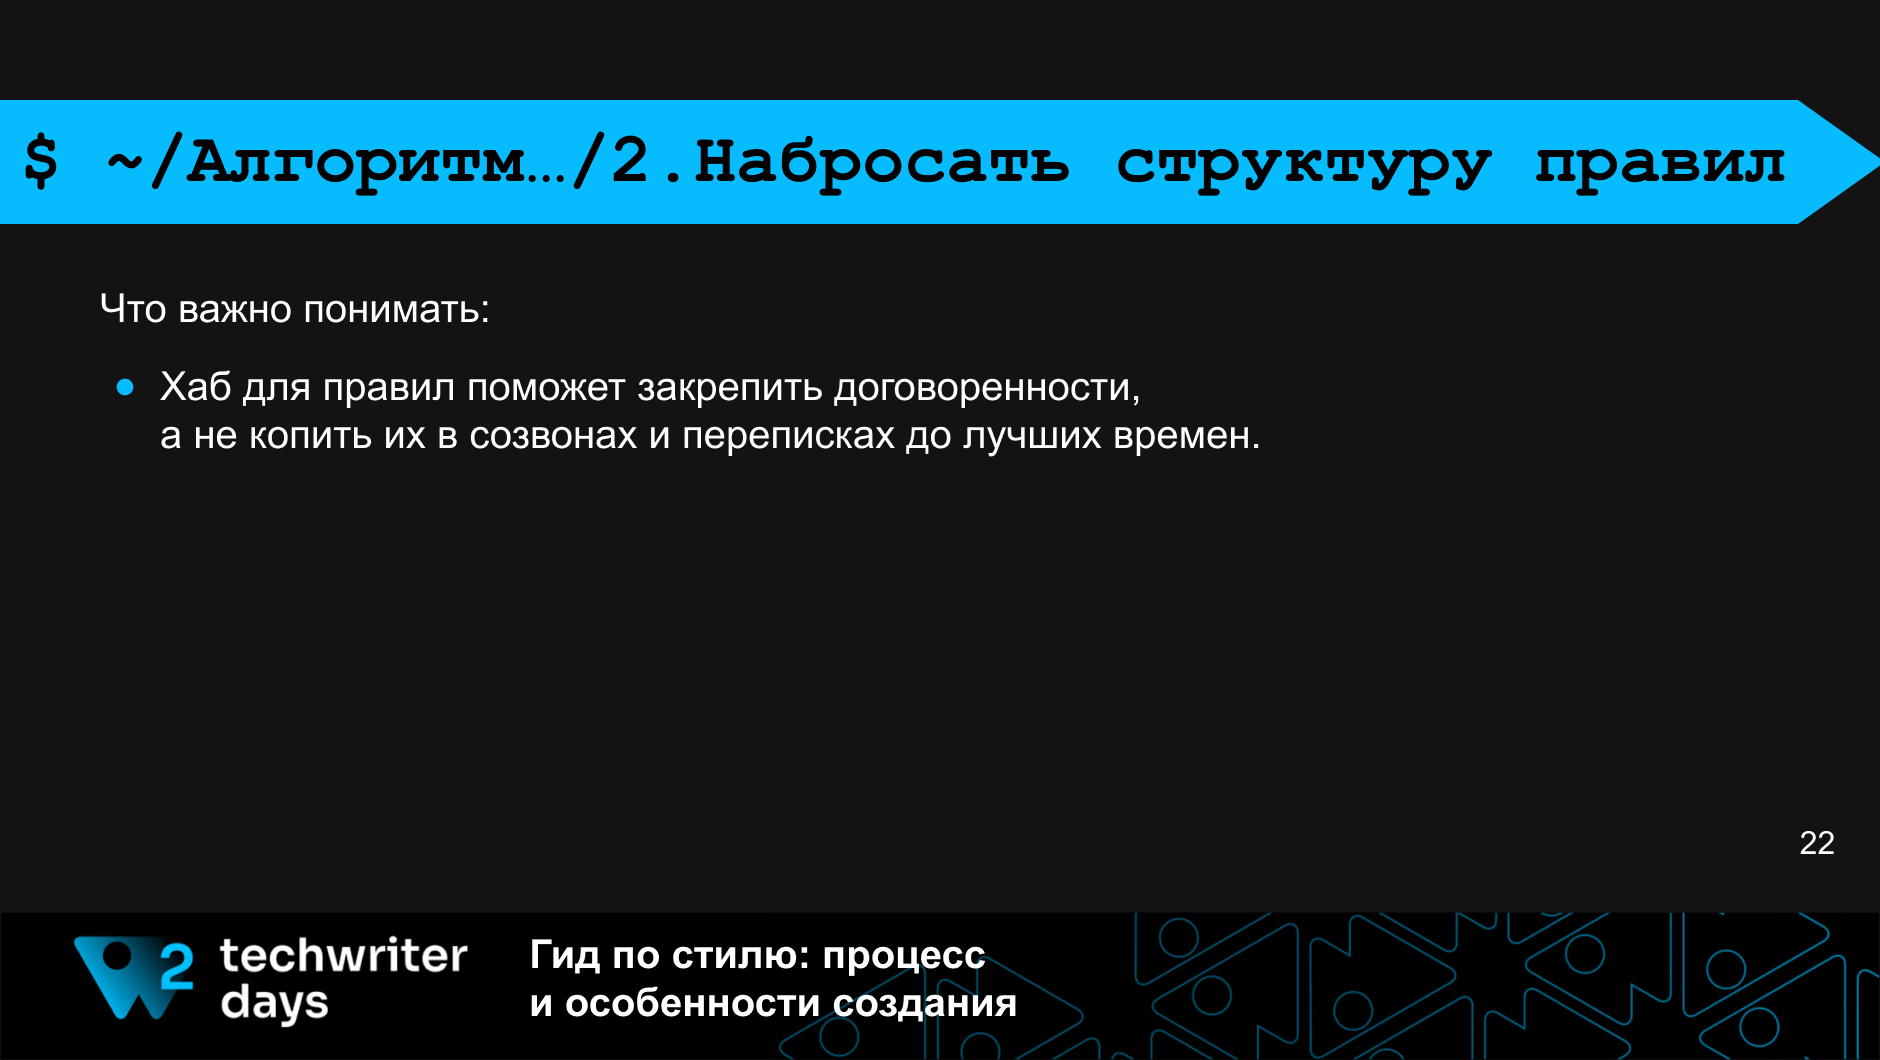 $ ~/Алгоритм…/2.Набросать структуру правил
Что важно понимать:
● Хаб для правил поможет закрепить договоренности,
а не копить их в созвонах и переписках до лучших времен.
22
2 techwriter
days
Гид по стилю: процесс
и особенности создания